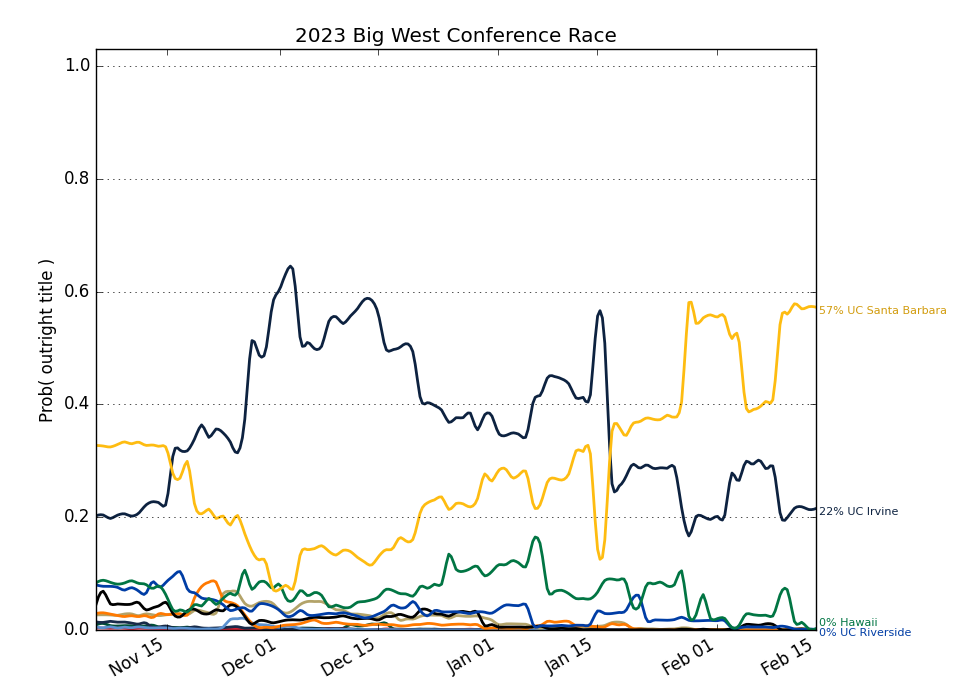 2023 Big West Conference Race
Prob( outright title )
1.0
0.8
0.6
0.4
0.2
0.0
57% UC Santa Barbara
22% UC Irvine
0% Hawaii
0% UC Riverside
Nov 15
Dec 01
Dec 15
Jan 01
Jan 15
Feb 01
Feb 15